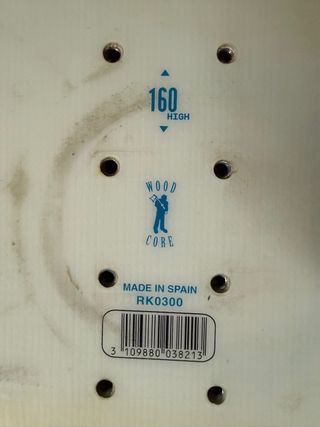 160
HIGH
WOOD
CORE
MADE IN SPAIN
RK0300
3 109880 038213